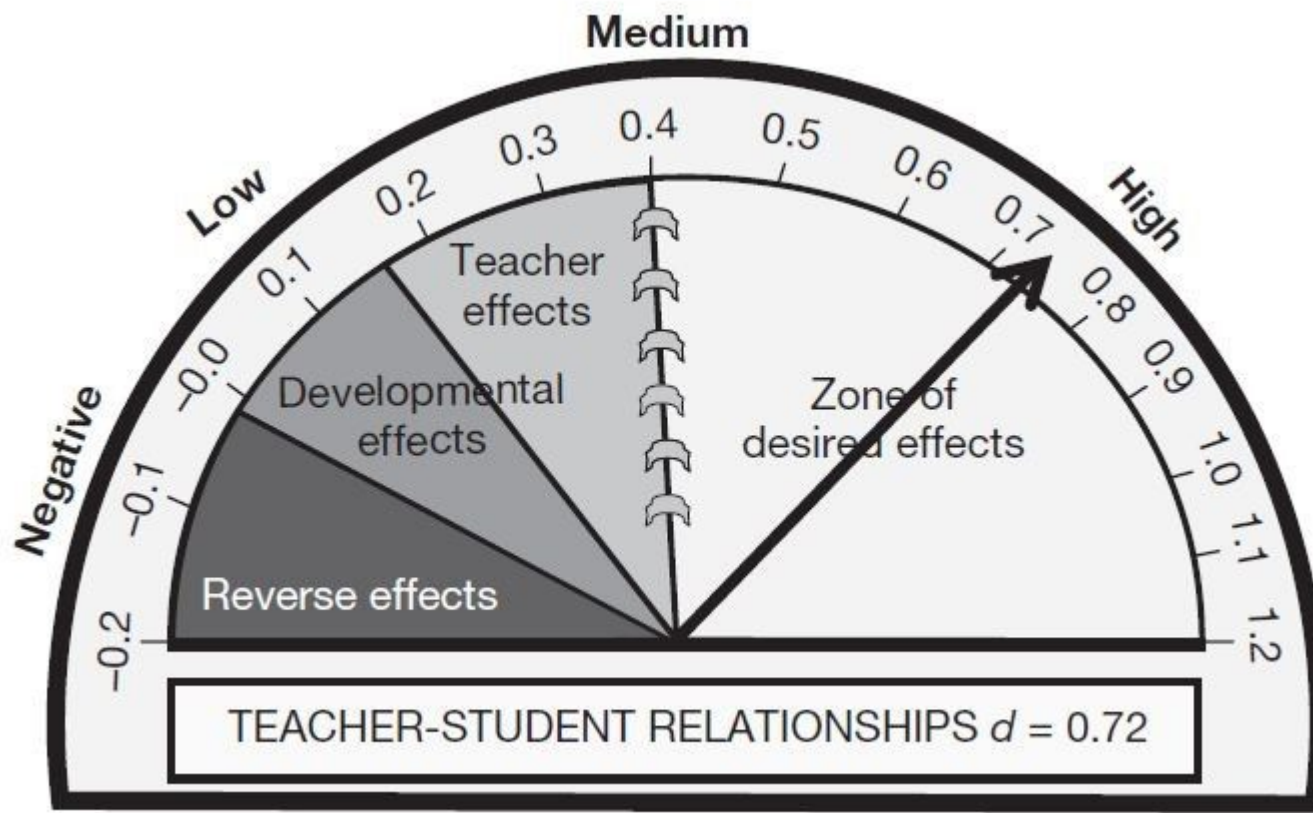 Medium
Low
High
Negative
-0.2
-0.1
-0.0
0.1
0.2
0.3
0.4
0.5
0.6
0.7
0.8
0.9
1.0
1.1
1.2
Teacher
effects
Developmental
effects
Reverse effects
Zone of
desired effects
TEACHER-STUDENT RELATIONSHIPS d = 0.72